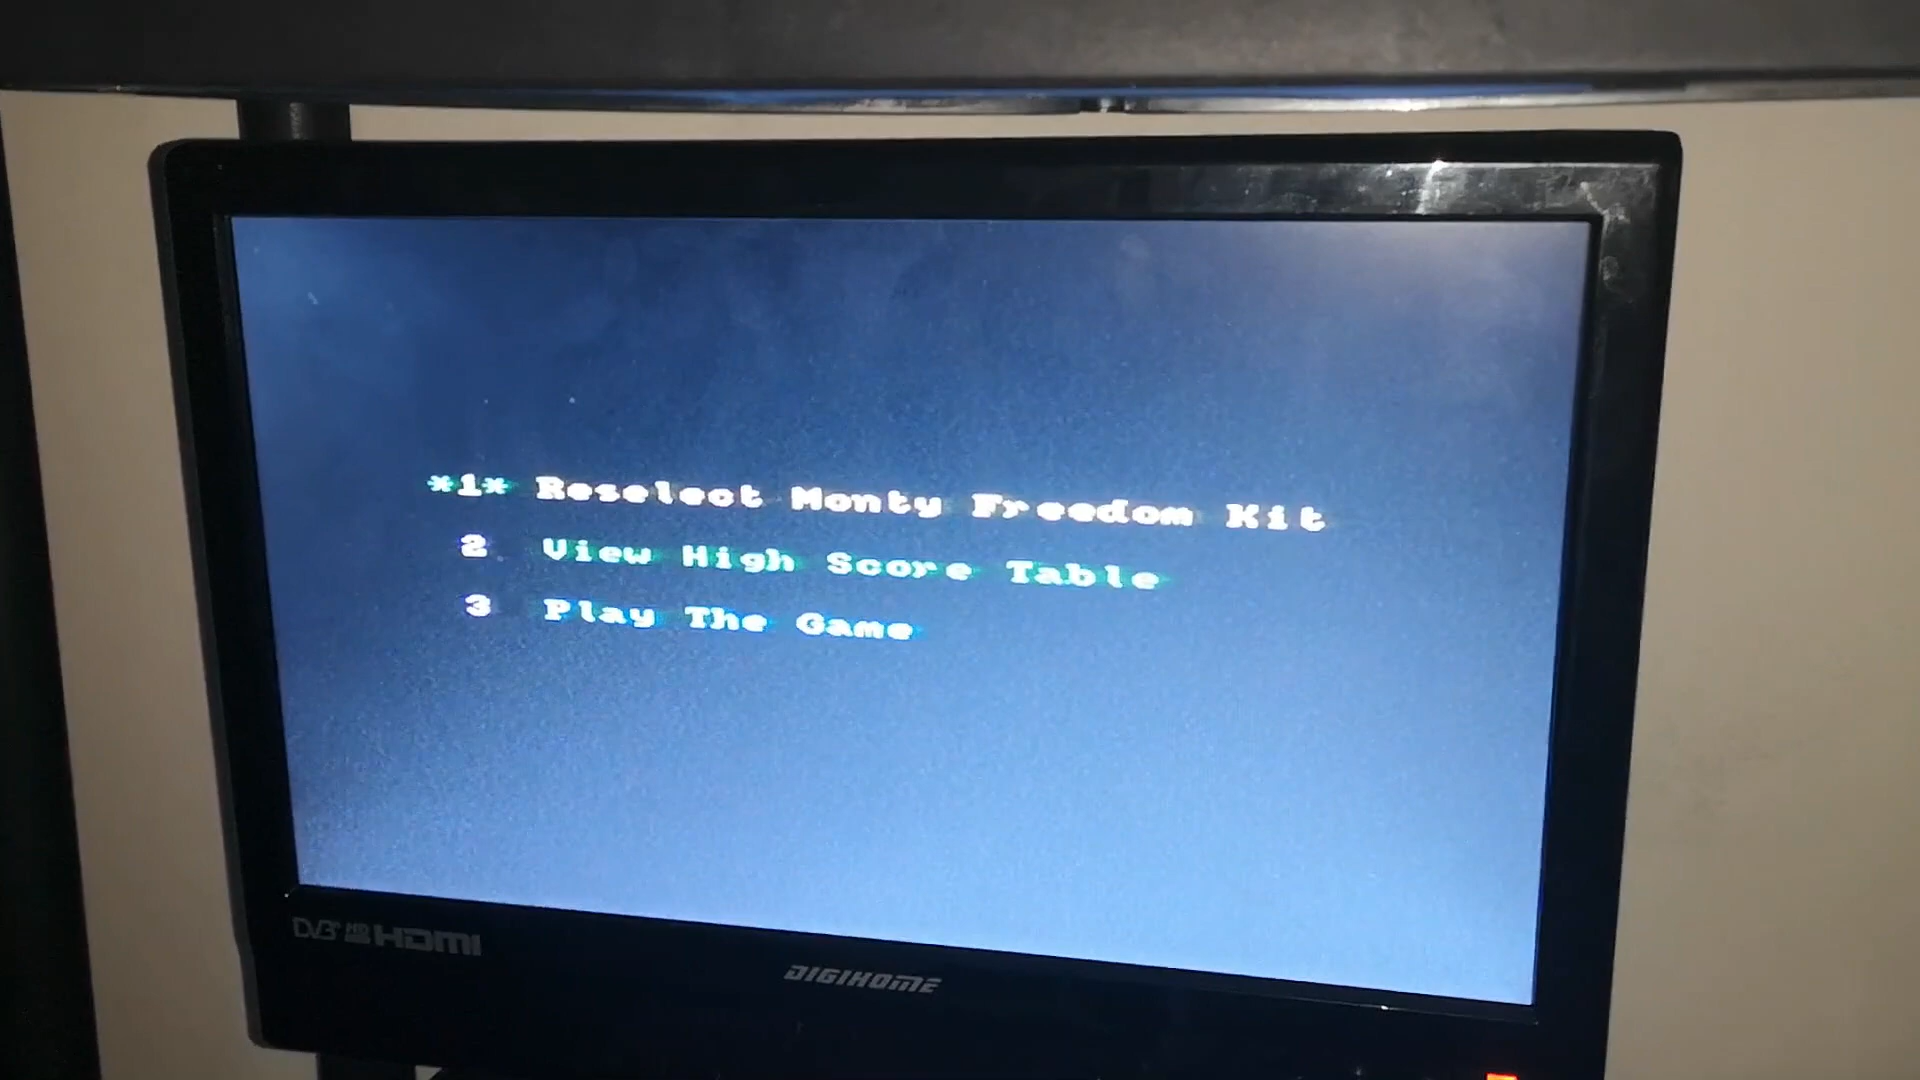 *1* Reselect Monty Freedom Kit
2 View High Score Table
3 Play The Game
DVB HD HDMI
DIGIHOME